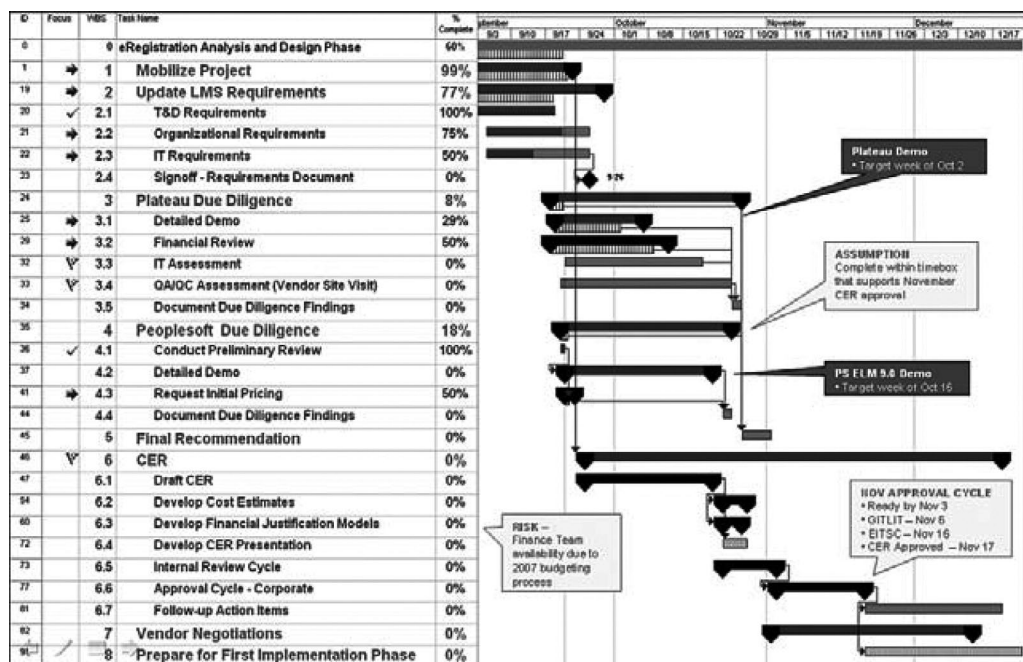 ID Focus WBS Task Name % Complete
ptember October November December
9/3 9/10 9/17 9/24 10/1 10/8 10/15 10/22 10/29 11/5 11/12 11/19 11/26 12/3 12/10 12/17
0 0 eRegistration Analysis and Design Phase 60%
1 1 Mobilize Project 99%
19 2 Update LMS Requirements 77%
20 2.1 T&D Requirements 100%
21 2.2 Organizational Requirements 75%
22 2.3 IT Requirements 50%
23 2.4 Signoff - Requirements Document 0% 9/26
24 3 Plateau Due Diligence 8%
25 3.1 Detailed Demo 29%
29 3.2 Financial Review 50%
32 3.3 IT Assessment 0%
33 3.4 QA/QC Assessment (Vendor Site Visit) 0%
34 3.5 Document Due Diligence Findings 0%
35 4 Peoplesoft Due Diligence 18%
36 4.1 Conduct Preliminary Review 100%
37 4.2 Detailed Demo 0%
41 4.3 Request Initial Pricing 50%
44 4.4 Document Due Diligence Findings 0%
45 5 Final Recommendation 0%
46 6 CER 0%
47 6.1 Draft CER 0%
54 6.2 Develop Cost Estimates 0%
60 6.3 Develop Financial Justification Models 0%
72 6.4 Develop CER Presentation 0%
73 6.5 Internal Review Cycle 0%
77 6.6 Approval Cycle - Corporate 0%
81 6.7 Follow-up Action Items 0%
82 7 Vendor Negotiations 0%
8 Prepare for First Implementation Phase 0%
Plateau Demo
• Target week of Oct 2
ASSUMPTION
Complete within timebox
that supports November
CER approval
PS ELM 9.0 Demo
• Target week of Oct 16
RISK –
Finance Team
availability due to
2007 budgeting
process
NOV APPROVAL CYCLE
• Ready by Nov 3
• GITLIT – Nov 6
• EITSC – Nov 16
• CER Approved – Nov 17